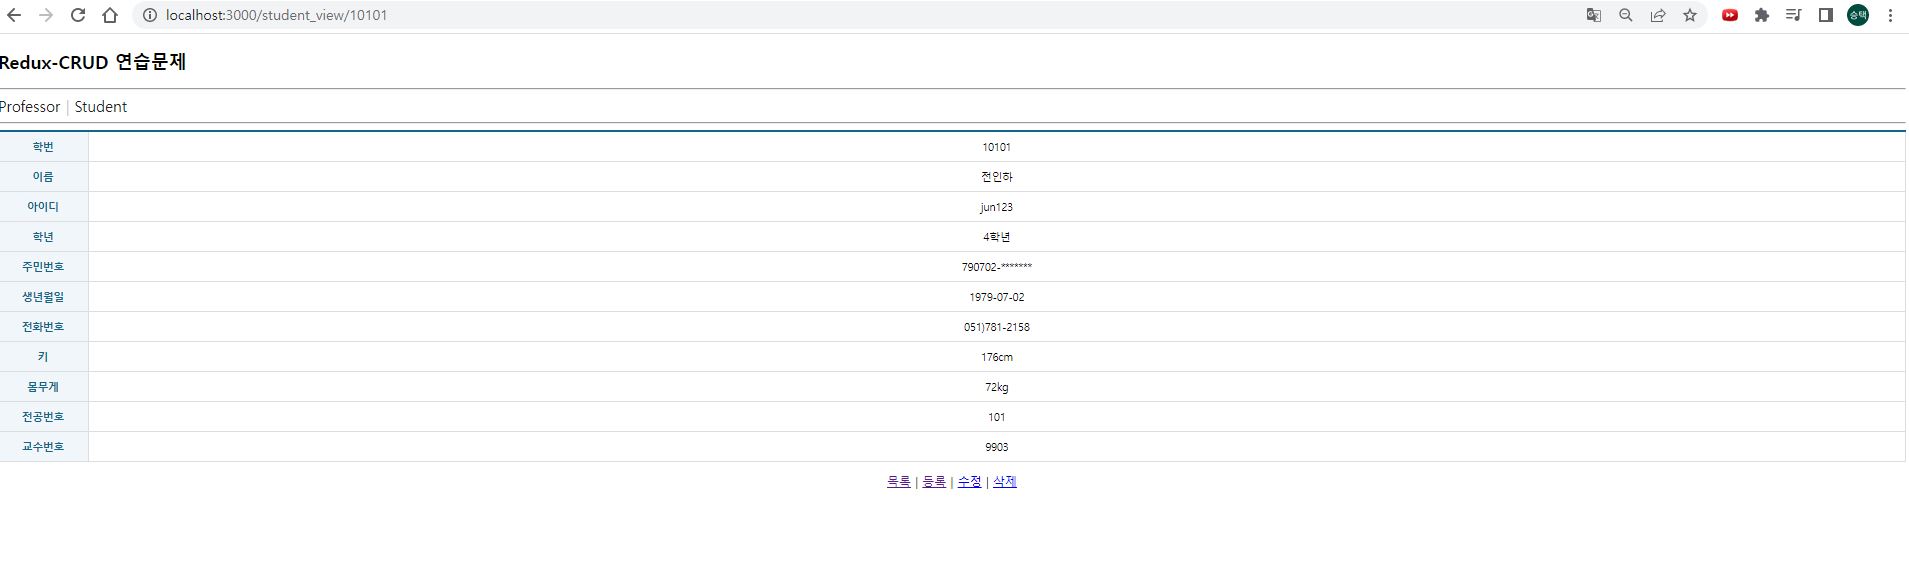 localhost:3000/student_view/10101
승택
Redux-CRUD 연습문제
Professor | Student
학번 10101
이름 전인하
아이디 jun123
학년 4학년
주민번호 790702-*******
생년월일 1979-07-02
전화번호 051)781-2158
키 176cm
몸무게 72kg
전공번호 101
교수번호 9903
목록 | 등록 | 수정 | 삭제